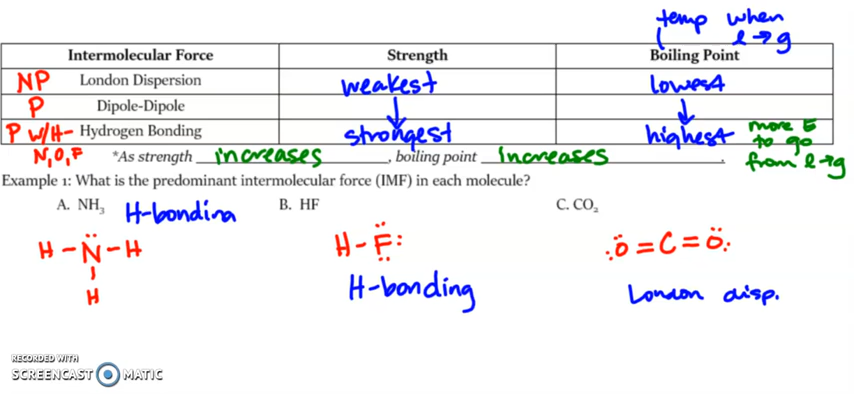 temp when
l → g
Intermolecular Force Strength Boiling Point
NP London Dispersion weakest lowest
P Dipole-Dipole
P w/H- Hydrogen Bonding strongest highest more E
N,O,F *As strength increases, boiling point increases. to go
from l → g
Example 1: What is the predominant intermolecular force (IMF) in each molecule?
A. NH₃ H-bonding B. HF C. CO₂
H - N - H H - F O = C = O
H H-bonding London disp.
RECORDED WITH
SCREENCAST MATIC